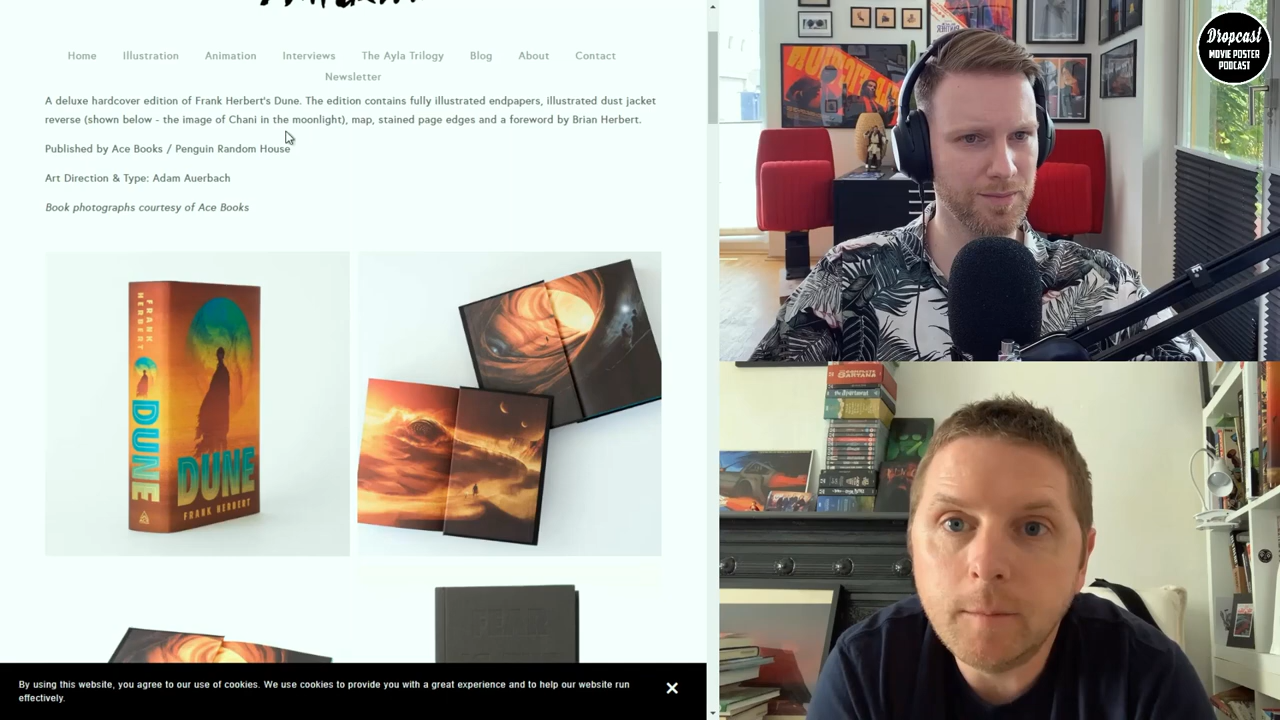 Home Illustration Animation Interviews The Ayla Trilogy Blog About Contact
Newsletter
A deluxe hardcover edition of Frank Herbert's Dune. The edition contains fully illustrated endpapers, illustrated dust jacket
reverse (shown below - the image of Chani in the moonlight), map, stained page edges and a foreword by Brian Herbert.
Published by Ace Books / Penguin Random House
Art Direction & Type: Adam Auerbach
Book photographs courtesy of Ace Books
FRANK HERBERT
DUNE
DUNE
FRANK HERBERT
By using this website, you agree to our use of cookies. We use cookies to provide you with a great experience and to help our website run
effectively.
Dropcast
MOVIE POSTER
PODCAST